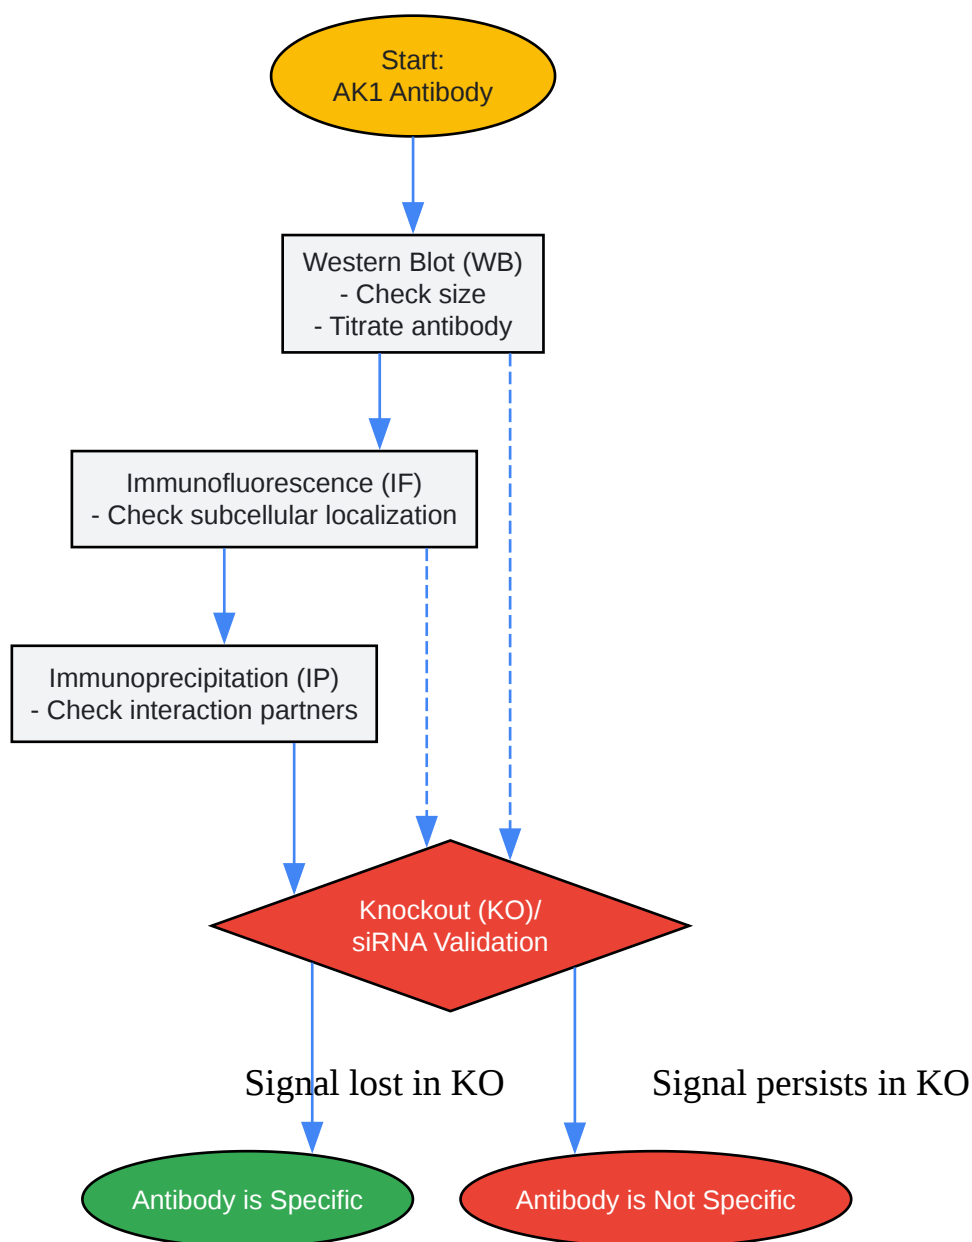 Start:
AK1 Antibody
Western Blot (WB)
- Check size
- Titrate antibody
Immunofluorescence (IF)
- Check subcellular localization
Immunoprecipitation (IP)
- Check interaction partners
Knockout (KO)/
siRNA Validation
Signal lost in KO
Signal persists in KO
Antibody is Specific
Antibody is Not Specific